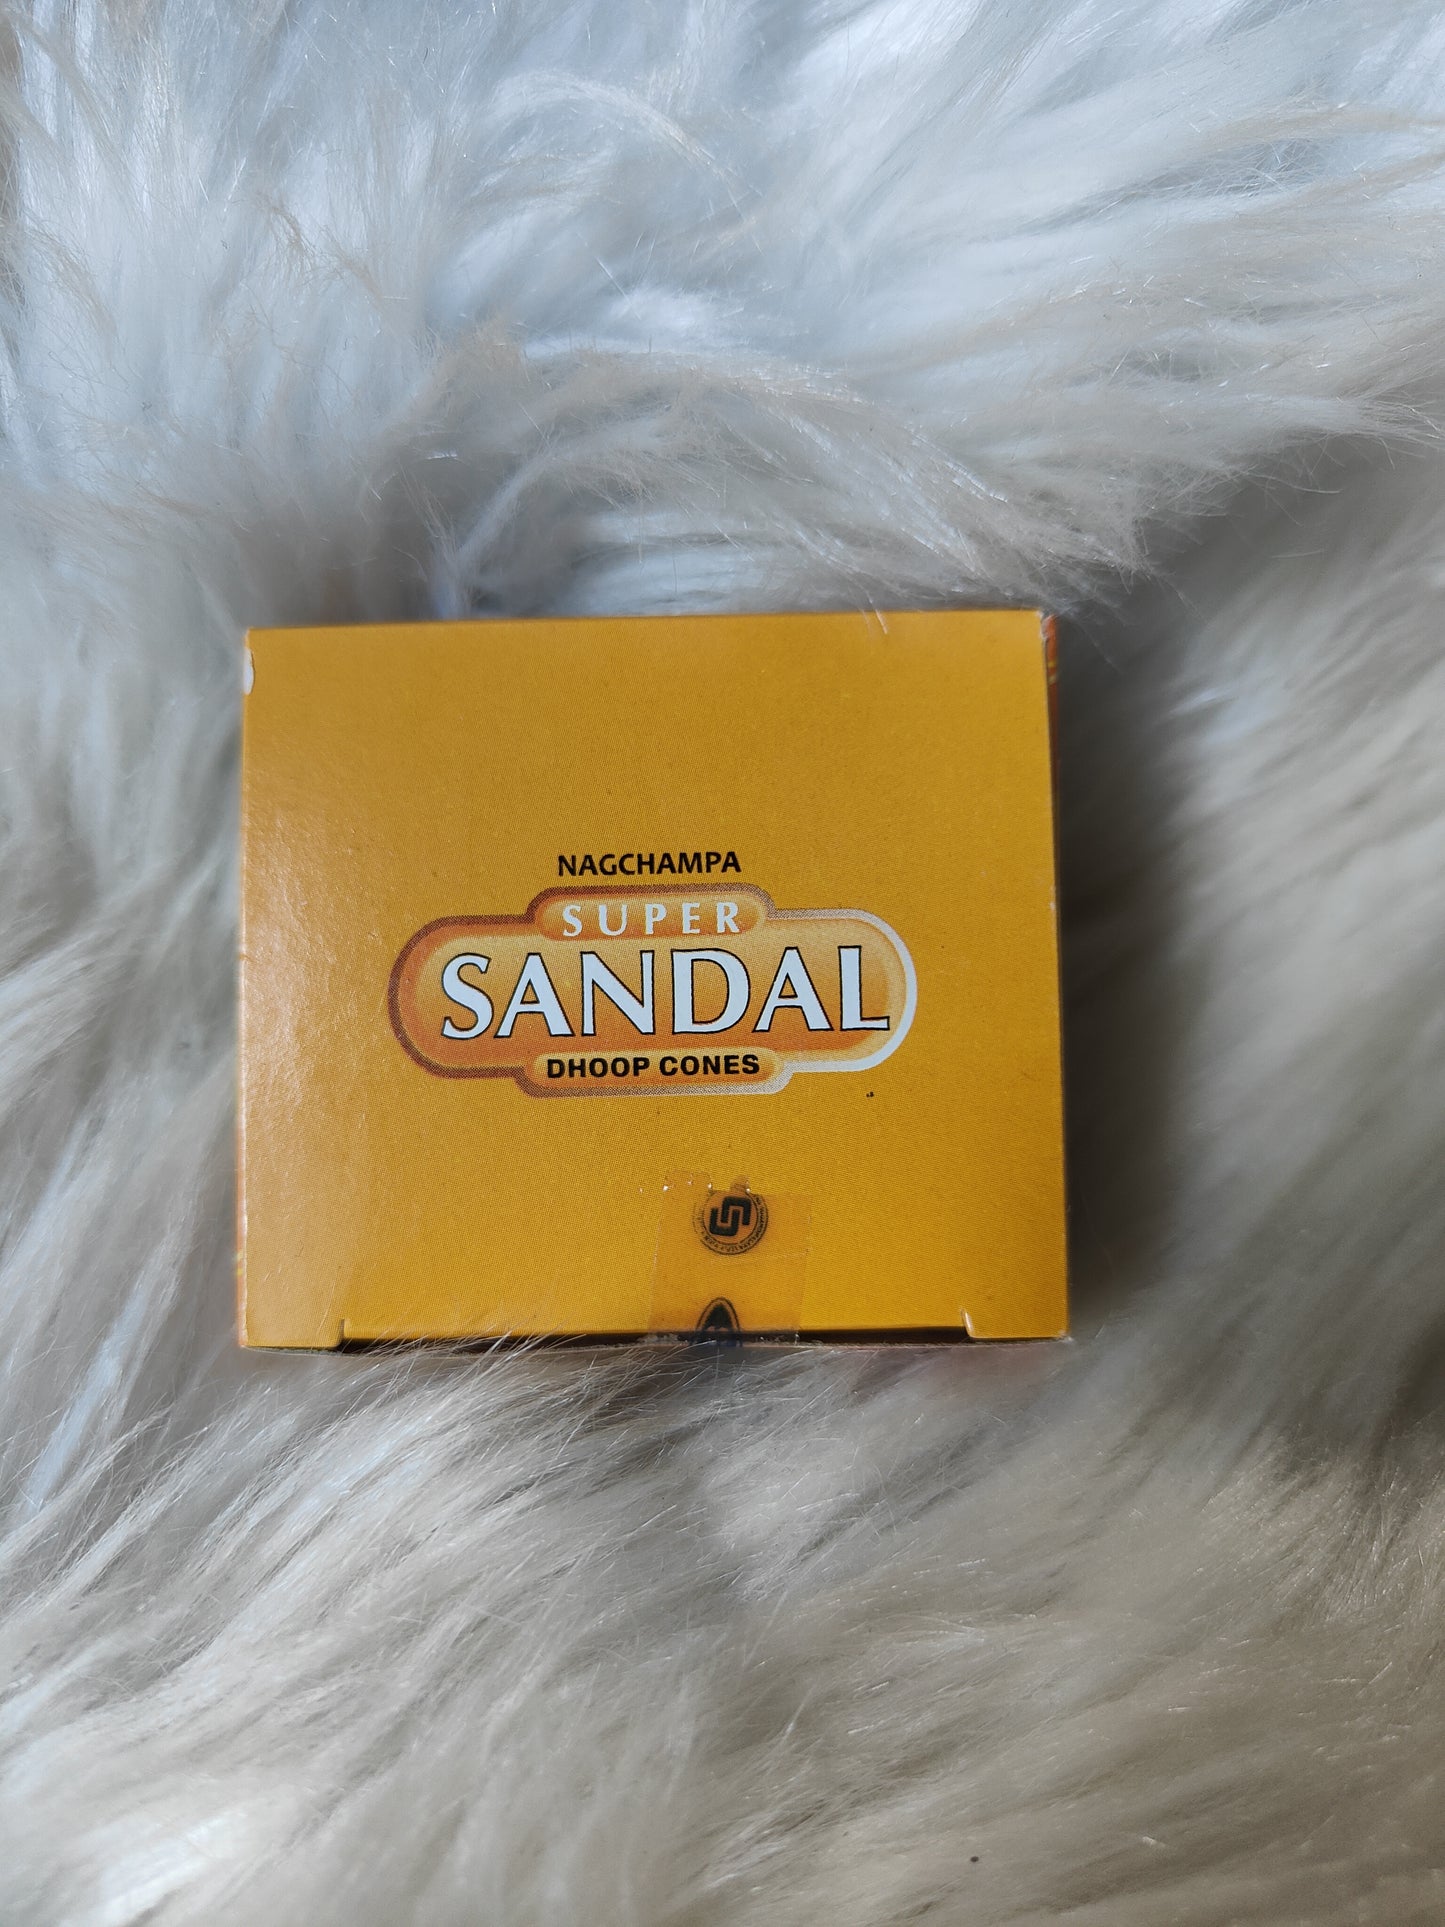 NAGCHAMPA
SUPER
SANDAL
DHOOP CONES